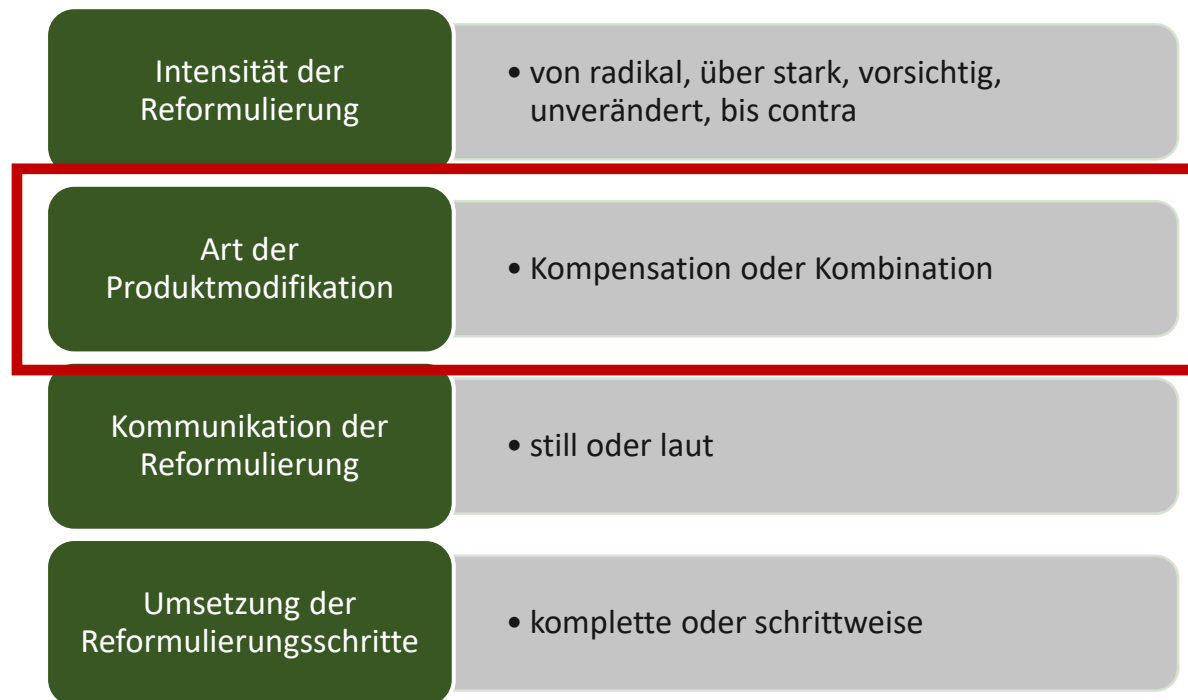 Intensität der
Reformulierung
• von radikal, über stark, vorsichtig,
unverändert, bis contra
Art der
Produktmodifikation
• Kompensation oder Kombination
Kommunikation der
Reformulierung
• still oder laut
Umsetzung der
Reformulierungsschritte
• komplette oder schrittweise